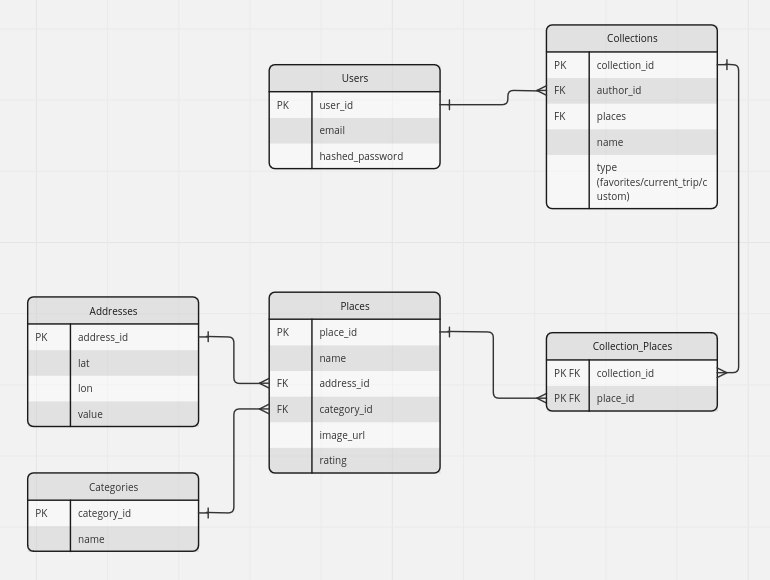 Users
PK user_id
email
hashed_password
Collections
PK collection_id
FK author_id
FK places
name
type
(favorites/current_trip/c
ustom)
Addresses
PK address_id
lat
lon
value
Places
PK place_id
name
FK address_id
FK category_id
image_url
rating
Collection_Places
PK FK collection_id
PK FK place_id
Categories
PK category_id
name